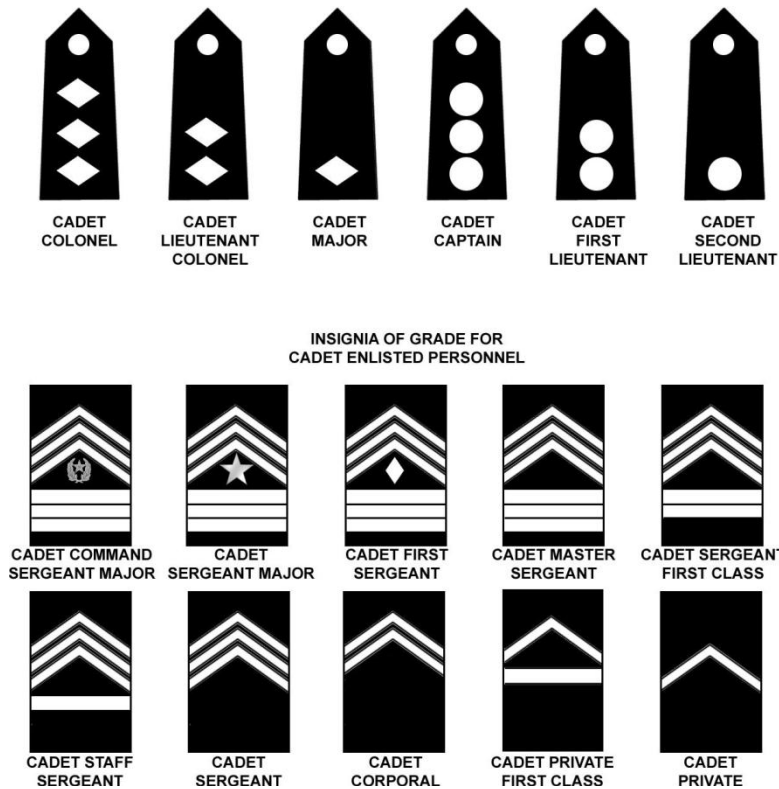 CADET
COLONEL
CADET
LIEUTENANT
COLONEL
CADET
MAJOR
CADET
CAPTAIN
CADET
FIRST
LIEUTENANT
CADET
SECOND
LIEUTENANT
INSIGNIA OF GRADE FOR
CADET ENLISTED PERSONNEL
CADET COMMAND
SERGEANT MAJOR
CADET
SERGEANT MAJOR
CADET FIRST
SERGEANT
CADET MASTER
SERGEANT
CADET SERGEANT
FIRST CLASS
CADET STAFF
SERGEANT
CADET
SERGEANT
CADET
CORPORAL
CADET PRIVATE
FIRST CLASS
CADET
PRIVATE